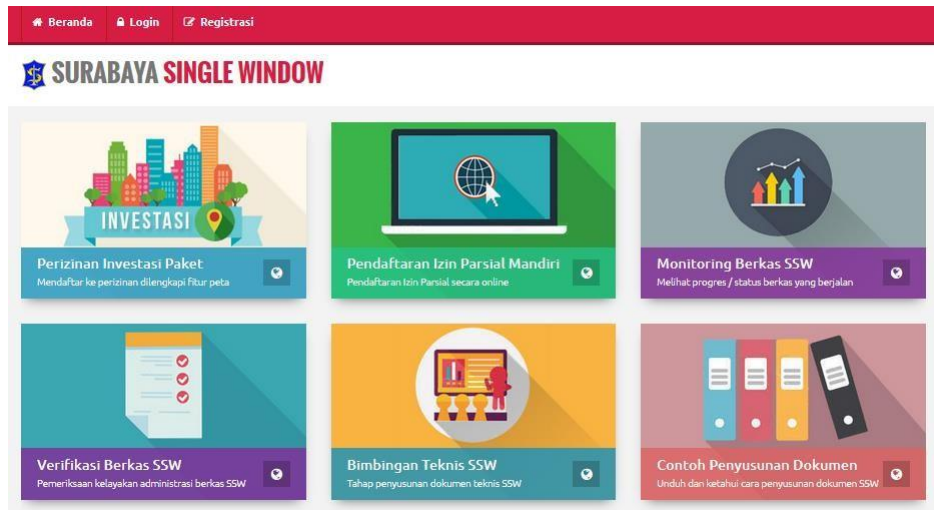 Beranda Login Registrasi
SURABAYA SINGLE WINDOW
INVESTASI
Perizinan Investasi Paket
Mendaftar ke perizinan dilengkapi fitur peta
Pendaftaran Izin Parsial Mandiri
Pendaftaran Izin Parsial secara online
Monitoring Berkas SSW
Melihat progres / status berkas yang berjalan
Verifikasi Berkas SSW
Pemeriksaan kelayakan administrasi berkas SSW
Bimbingan Teknis SSW
Tahap penyusunan dokumen teknis SSW
Contoh Penyusunan Dokumen
Unduh dan ketahui cara penyusunan dokumen SSW